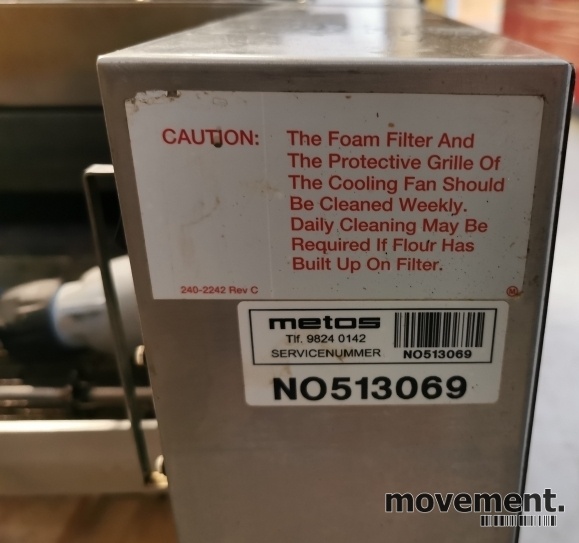 CAUTION: The Foam Filter And
The Protective Grille Of
The Cooling Fan Should
Be Cleaned Weekly.
Daily Cleaning May Be
Required If Flour Has
Built Up On Filter.
240-2242 Rev C
metos
Tlf. 9824 0142
SERVICENUMMER NO513069
NO513069
movement.